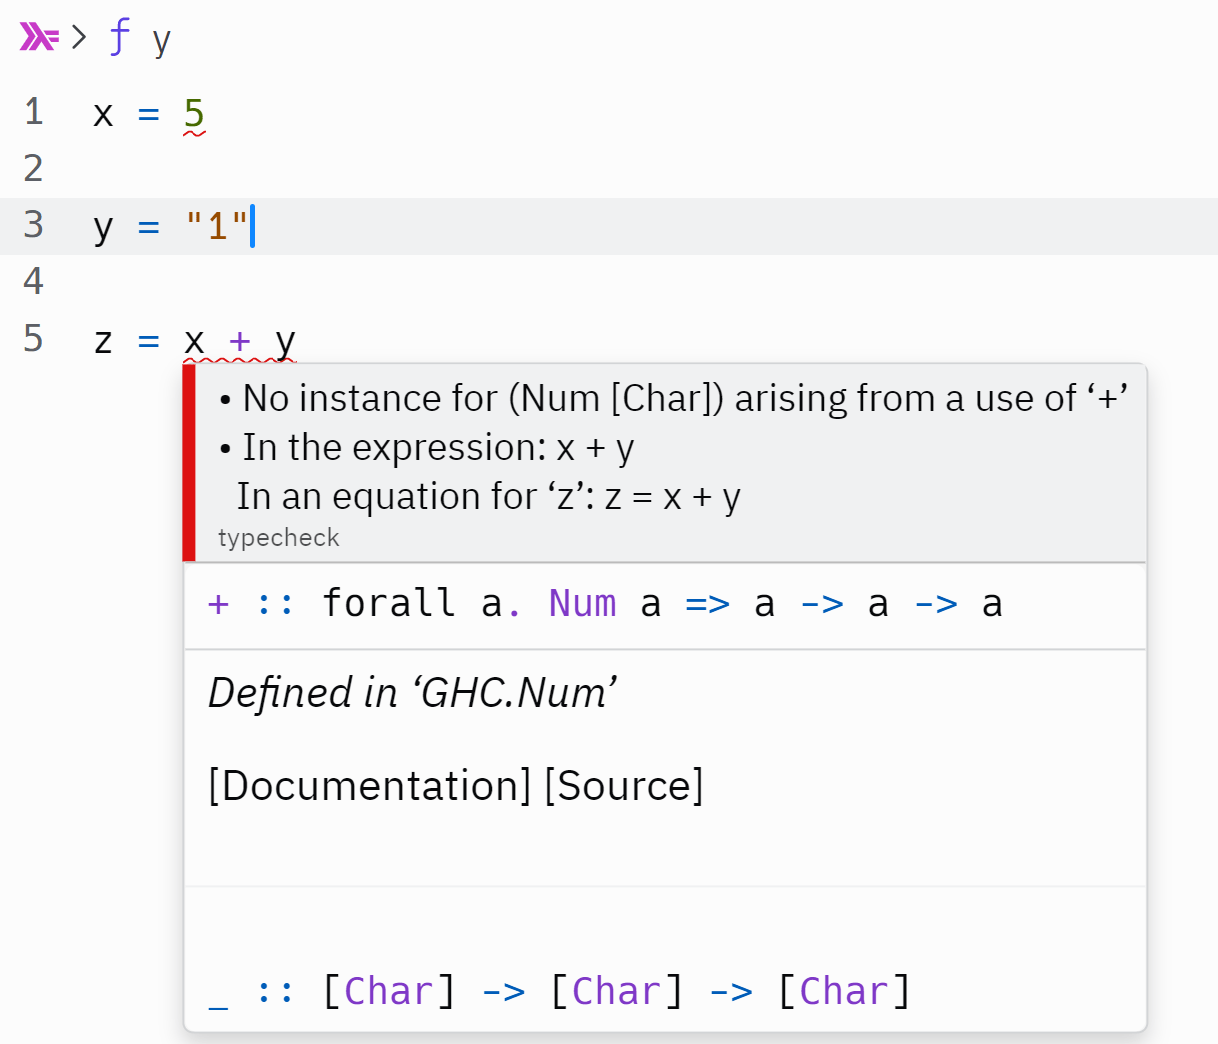 > ƒ y
1 x = 5
2
3 y = "1"
4
5 z = x + y
• No instance for (Num [Char]) arising from a use of ‘+’
• In the expression: x + y
In an equation for ‘z’: z = x + y
typecheck
+ :: forall a. Num a => a -> a -> a
Defined in ‘GHC.Num’
[Documentation] [Source]
_ :: [Char] -> [Char] -> [Char]